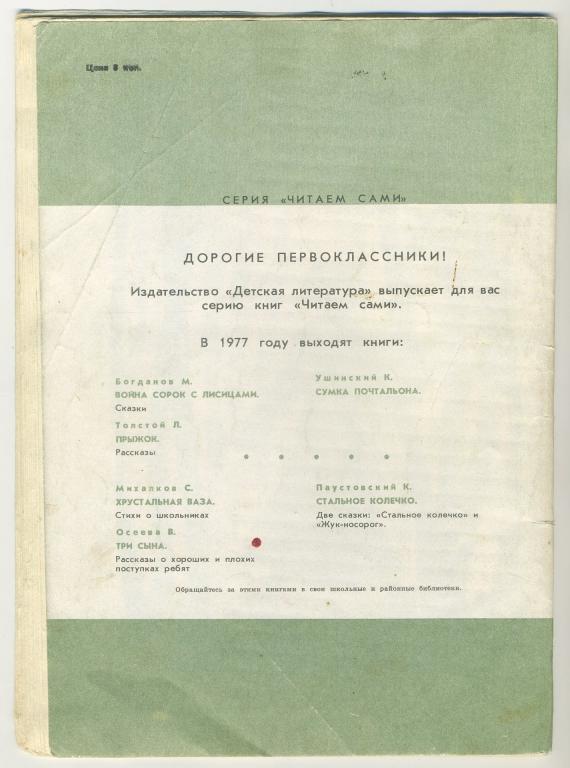 Цена 8 коп.
СЕРИЯ «ЧИТАЕМ САМИ»
ДОРОГИЕ ПЕРВОКЛАССНИКИ!
Издательство «Детская литература» выпускает для вас
серию книг «Читаем сами».
В 1977 году выходят книги:
Богданов М.
ВОЙНА СОРОК С ЛИСИЦАМИ.
Сказки
Толстой Л.
ПРЫЖОК.
Рассказы
Ушинский К.
СУМКА ПОЧТАЛЬОНА.
Михалков С.
ХРУСТАЛЬНАЯ ВАЗА.
Стихи о школьниках
Осеева В.
ТРИ СЫНА.
Рассказы о хороших и плохих
поступках ребят
Паустовский К.
СТАЛЬНОЕ КОЛЕЧКО.
Две сказки: «Стальное колечко» и
«Жук-носорог».
Обращайтесь за этими книгами в свои школьные и районные библиотеки.